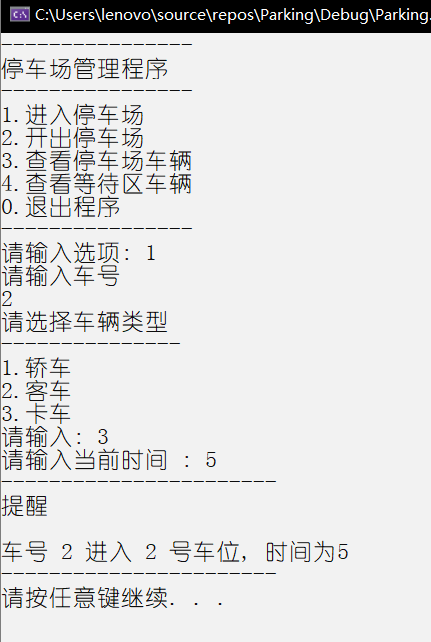 C:\Users\lenovo\source\repos\Parking\Debug\Parking.
----------------
停车场管理程序
----------------
1.进入停车场
2.开出停车场
3.查看停车场车辆
4.查看等待区车辆
0.退出程序
----------------
请输入选项: 1
请输入车号
2
请选择车辆类型
---------------
1.轿车
2.客车
3.卡车
请输入: 3
请输入当前时间 : 5
-----------------------
提醒
车号 2 进入 2 号车位, 时间为5
-----------------------
请按任意键继续. . .